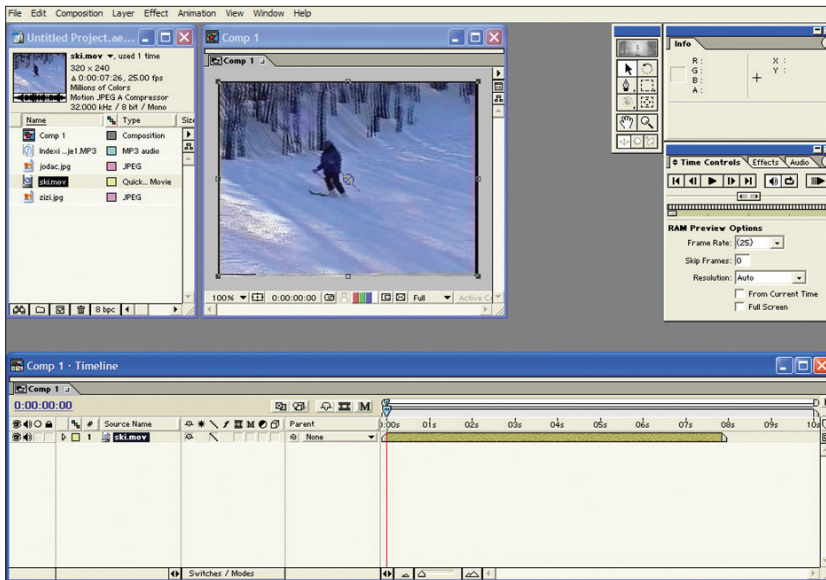 File Edit Composition Layer Effect Animation View Window Help
Untitled Project.ae...
ski.mov ▼, used 1 time
320 × 240
Δ 0:00:07:26, 25.00 fps
Millions of Colors
Motion JPEG A Compressor
32.000 kHz / 8 bit / Mono
Name Type Size
Comp 1 Composition
Indexi ...je1.MP3 MP3 audio
jodac.jpg JPEG
ski.mov Quick... Movie
zizi.jpg JPEG
8 bpc
Comp 1
Comp 1
100% 0:00:00:00 Full Active C
Info
R : X :
G : Y :
B :
A :
Time Controls Effects Audio
RAM Preview Options
Frame Rate: (25)
Skip Frames: 0
Resolution: Auto
From Current Time
Full Screen
Comp 1 • Timeline
Comp 1
0:00:00:00 M
# Source Name M Parent 0:00s 01s 02s 03s 04s 05s 06s 07s 08s 09s 10s
1 ski.mov None
Switches / Modes